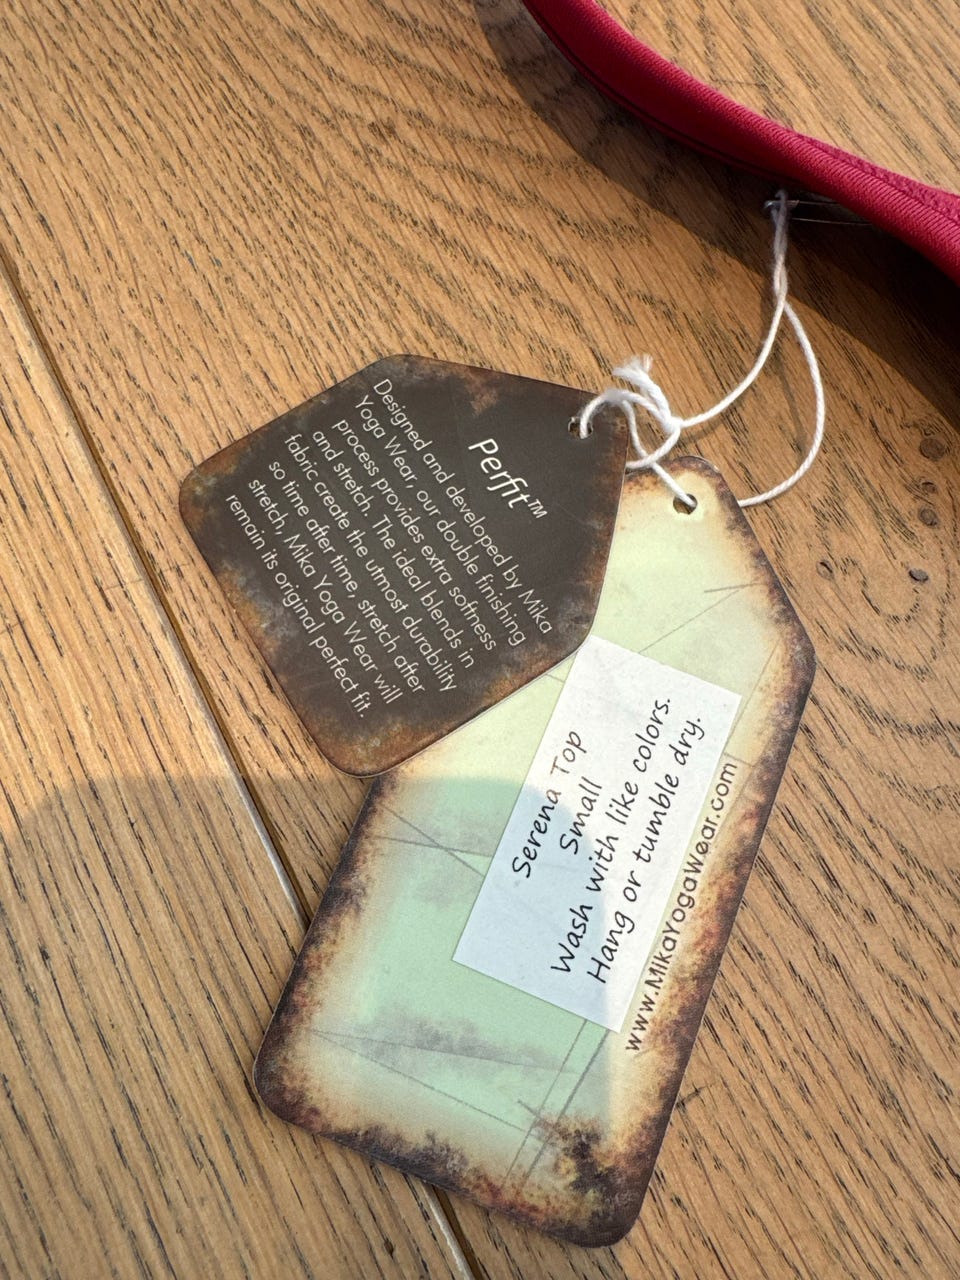 Perfit™
Designed and developed by Mika
Yoga Wear, our double finishing
process provides extra softness
and stretch. The ideal blends in
fabric create the utmost durability
so time after time, stretch after
stretch, Mika Yoga Wear will
remain its original perfect fit.
Serena Top
Small
Wash with like colors.
Hang or tumble dry.
www.MikaYogaWear.com